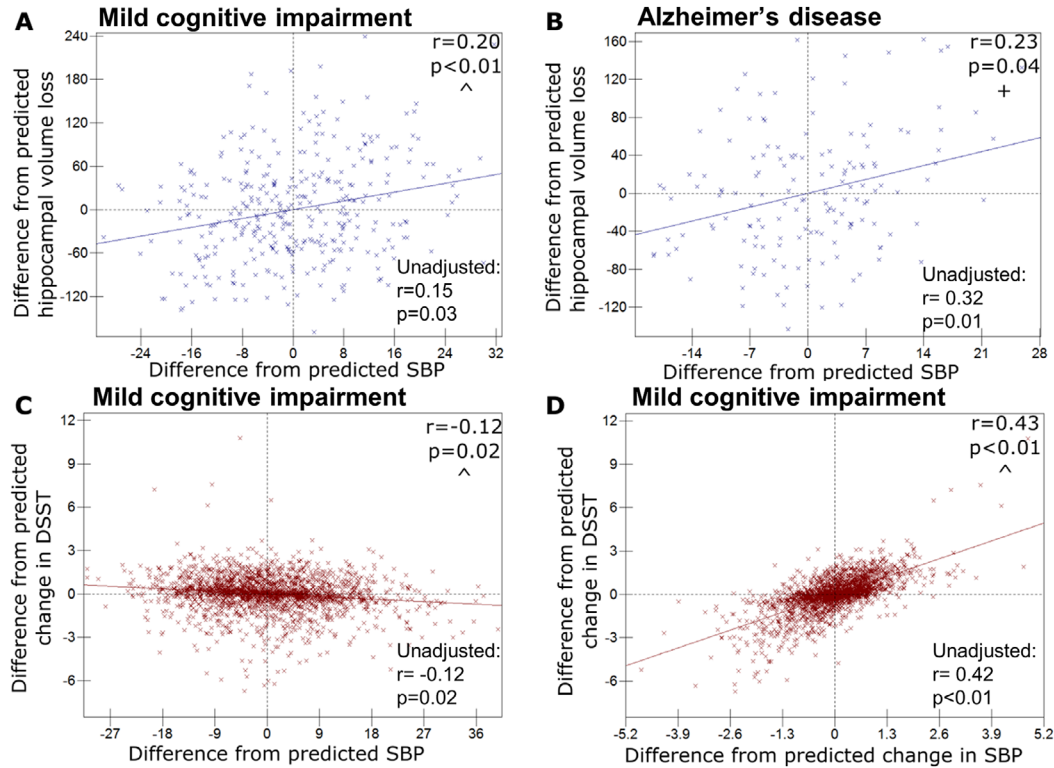 A Mild cognitive impairment
Difference from predicted
hippocampal volume loss
240
180
120
60
0
-60
-120
r=0.20
p<0.01
^
Unadjusted:
r=0.15
p=0.03
-24 -16 -8 0 8 16 24 32
Difference from predicted SBP
B Alzheimer's disease
Difference from predicted
hippocampal volume loss
160
120
80
40
0
-40
-80
-120
r=0.23
p=0.04
+
Unadjusted:
r= 0.32
p=0.01
-14 -7 0 7 14 21 28
Difference from predicted SBP
C Mild cognitive impairment
Difference from predicted
change in DSST
12
9
6
3
0
-3
-6
r=-0.12
p=0.02
^
Unadjusted:
r= -0.12
p=0.02
-27 -18 -9 0 9 18 27 36
Difference from predicted SBP
D Mild cognitive impairment
Difference from predicted
change in DSST
12
9
6
3
0
-3
-6
r=0.43
p<0.01
^
Unadjusted:
r= 0.42
p<0.01
-5.2 -3.9 -2.6 -1.3 0 1.3 2.6 3.9 5.2
Difference from predicted change in SBP